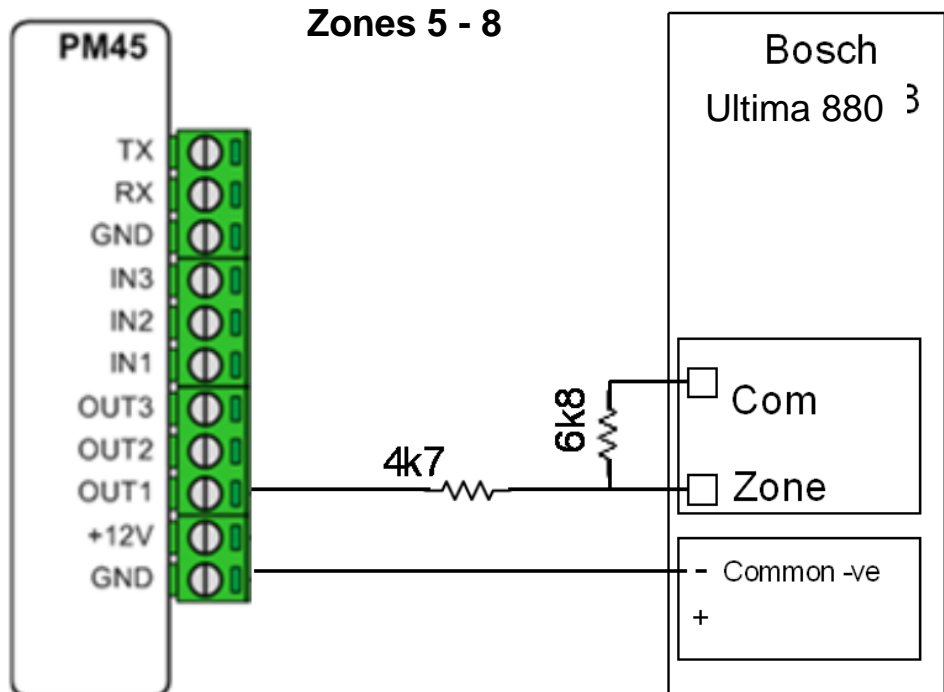 Zones 5 - 8
PM45
TX
RX
GND
IN3
IN2
IN1
OUT3
OUT2
OUT1
+12V
GND
4k7
6k8
Bosch
Ultima 880
Com
Zone
- Common -ve
+